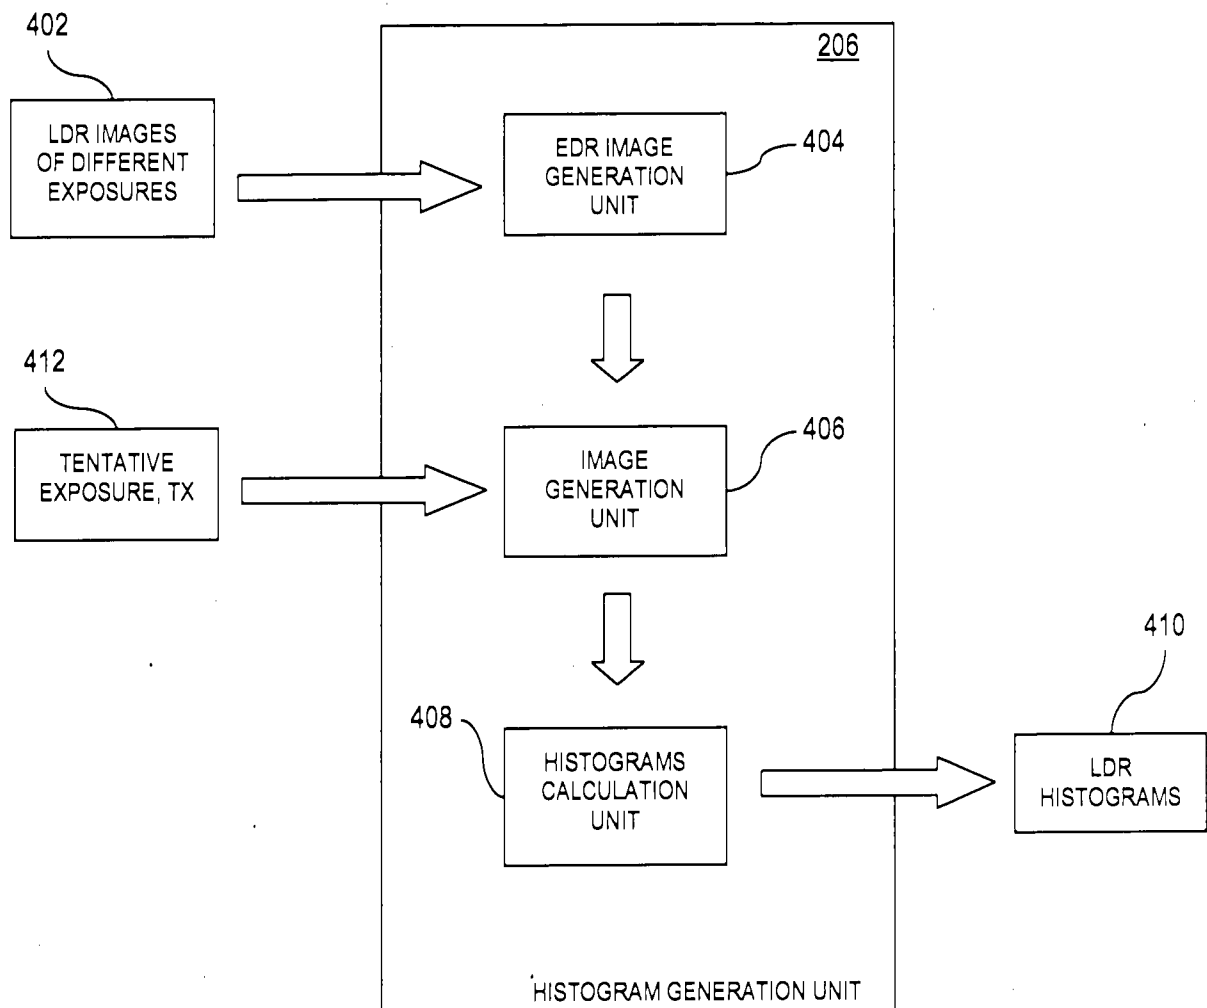 402
206
LDR IMAGES
OF DIFFERENT
EXPOSURES
EDR IMAGE
GENERATION
UNIT
404
412
TENTATIVE
EXPOSURE, TX
IMAGE
GENERATION
UNIT
406
408
HISTOGRAMS
CALCULATION
UNIT
410
LDR
HISTOGRAMS
HISTOGRAM GENERATION UNIT